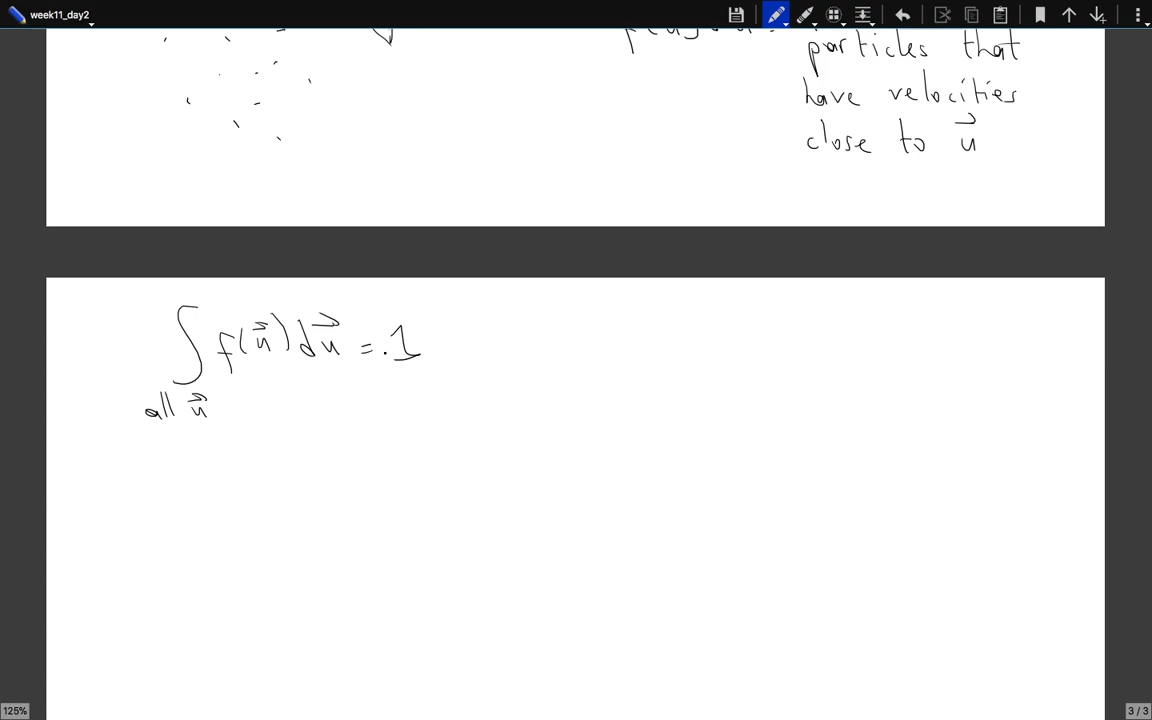 week11_day2
particles that
have velocities
close to u⃗
∫ f(u⃗) du⃗ = 1
all u⃗
125%
3 / 3